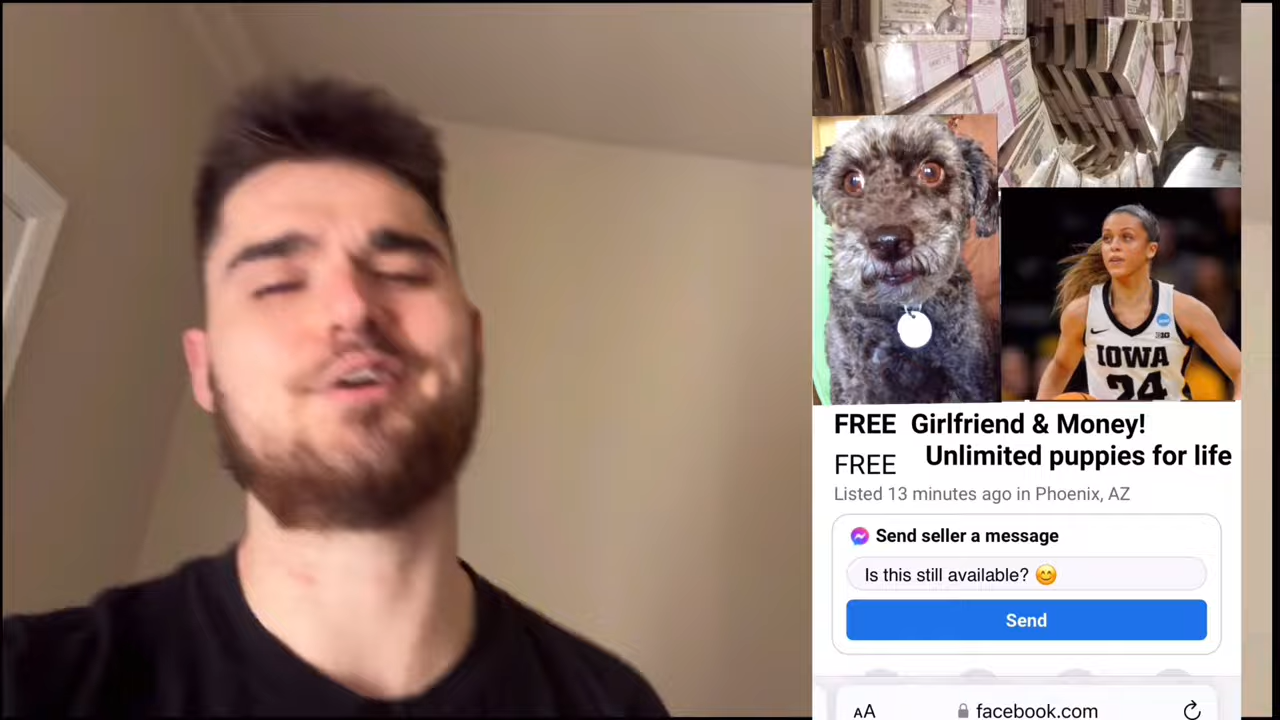 IOWA
24
FREE Girlfriend & Money!
FREE Unlimited puppies for life
Listed 13 minutes ago in Phoenix, AZ
Send seller a message
Is this still available? 😊
Send
AA facebook.com